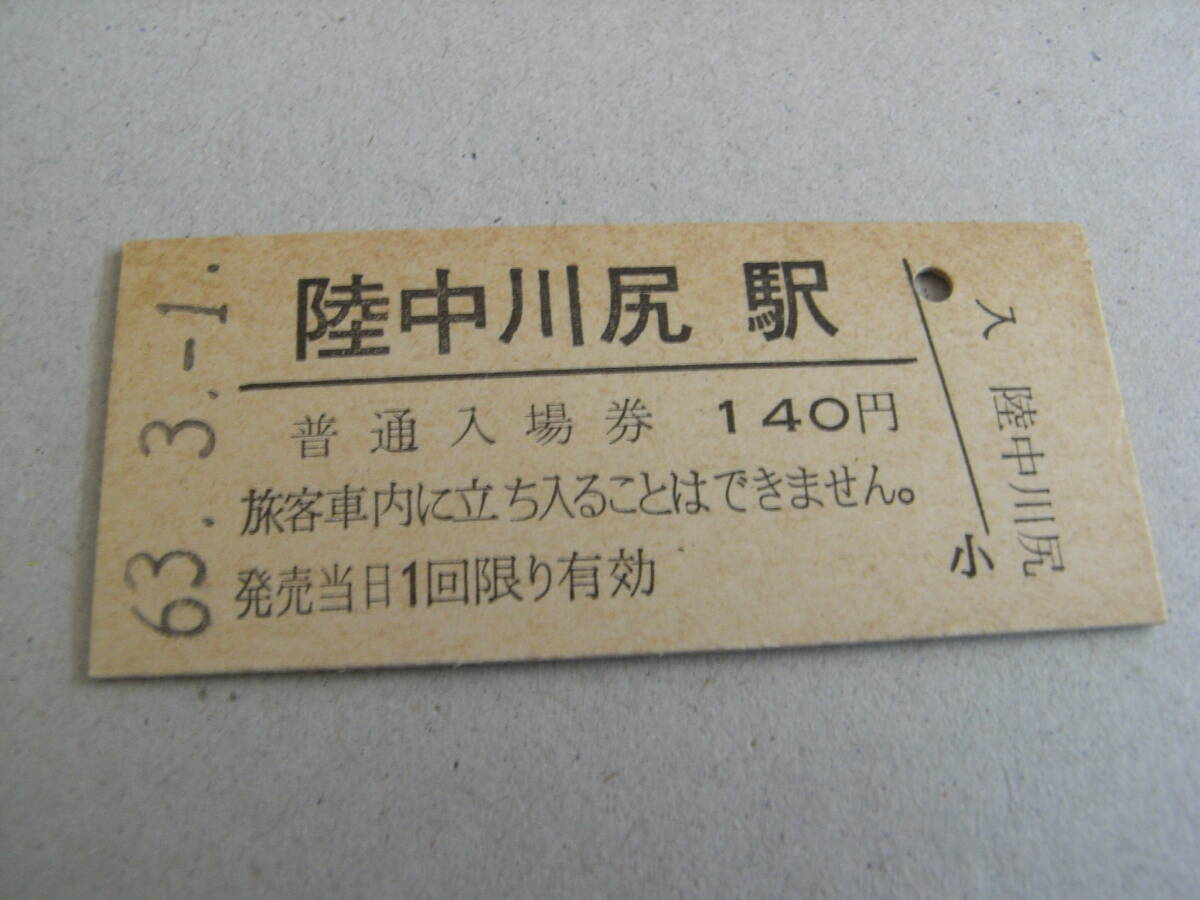 63. 3.-1.
陸中川尻 駅
普通入場券 140円
旅客車内に立ち入ることはできません。
発売当日1回限り有効
入 陸中川尻
小